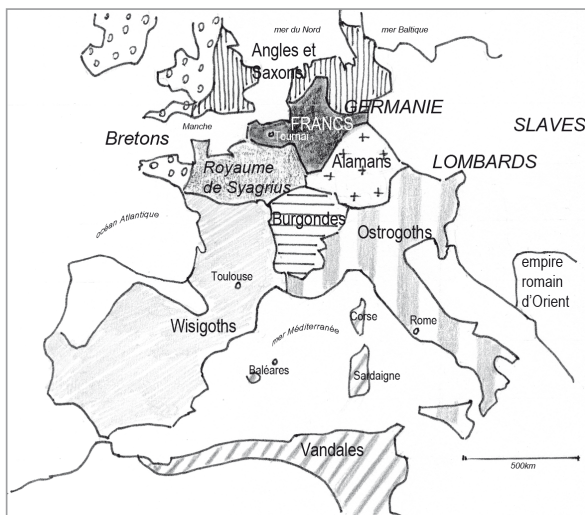 mer du Nord
mer Baltique
Angles et
Saxons
GERMANIE
FRANCS
Tournai
SLAVES
Manche
Bretons
Alamans
LOMBARDS
Royaume
de Syagrius
océan Atlantique
Burgondes
Ostrogoths
empire
romain
d'Orient
Toulouse
Wisigoths
Corse
Rome
mer Méditerranée
Baléares
Sardaigne
Vandales
500km